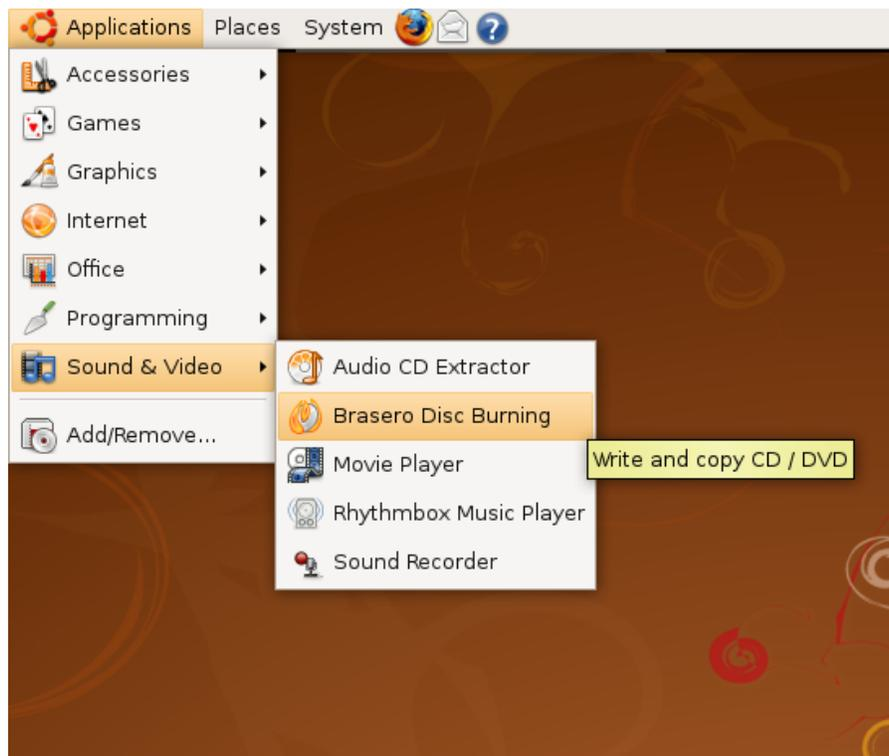 Applications Places System
Accessories
Games
Graphics
Internet
Office
Programming
Sound & Video
Add/Remove...
Audio CD Extractor
Brasero Disc Burning
Movie Player
Rhythmbox Music Player
Sound Recorder
Write and copy CD / DVD